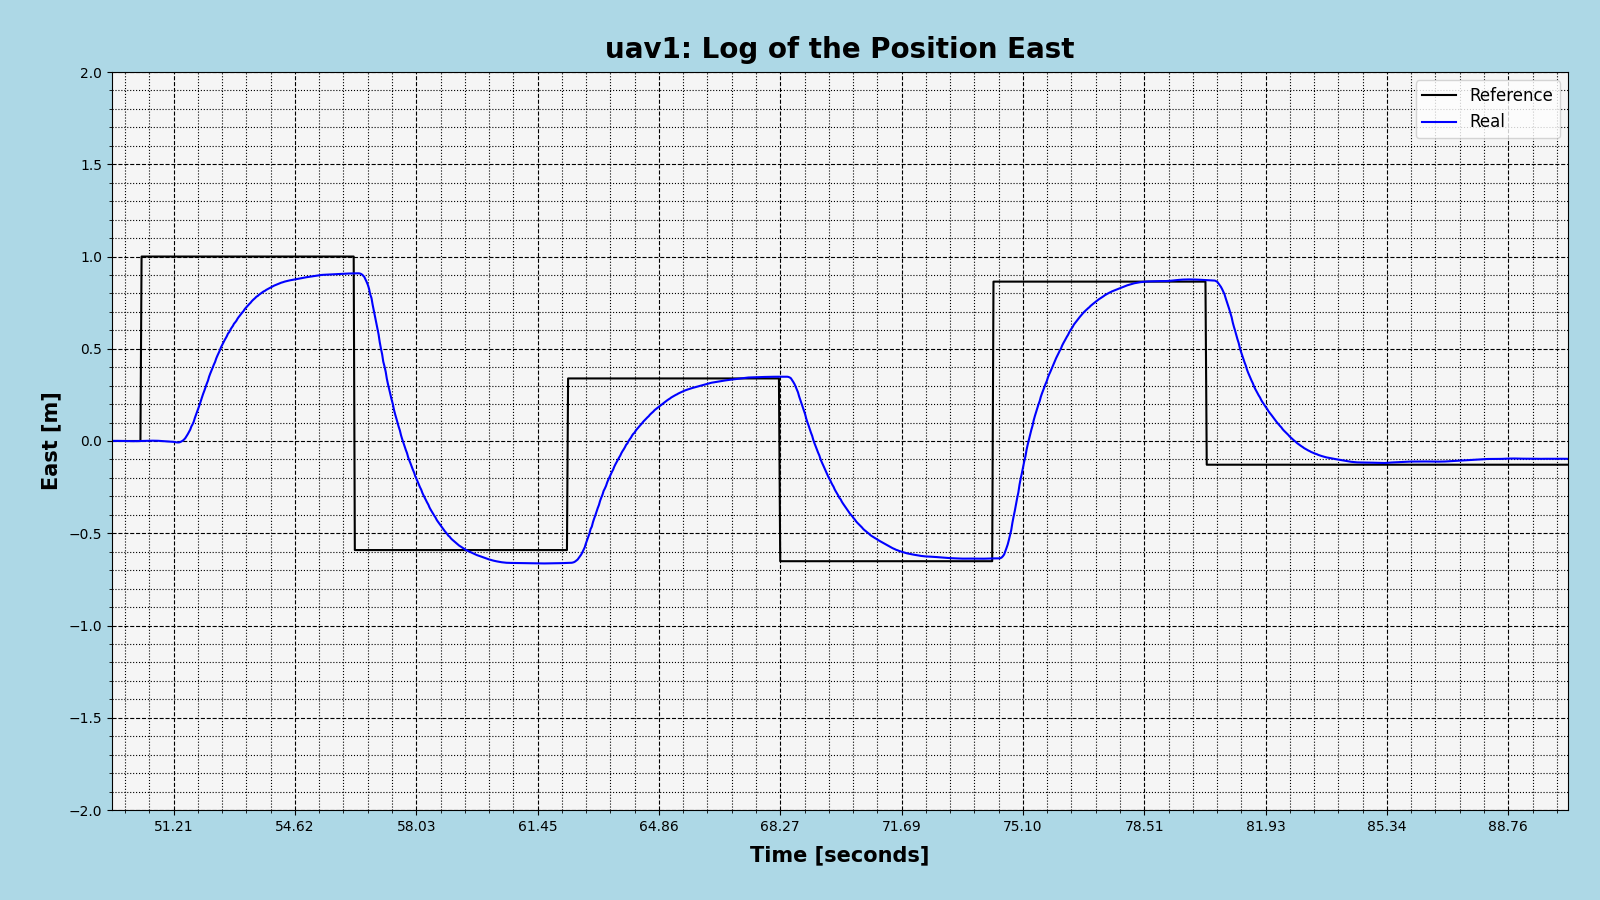 uav1: Log of the Position East
Reference
Real
2.0
1.5
1.0
0.5
0.0
−0.5
−1.0
−1.5
−2.0
East [m]
51.21 54.62 58.03 61.45 64.86 68.27 71.69 75.10 78.51 81.93 85.34 88.76
Time [seconds]